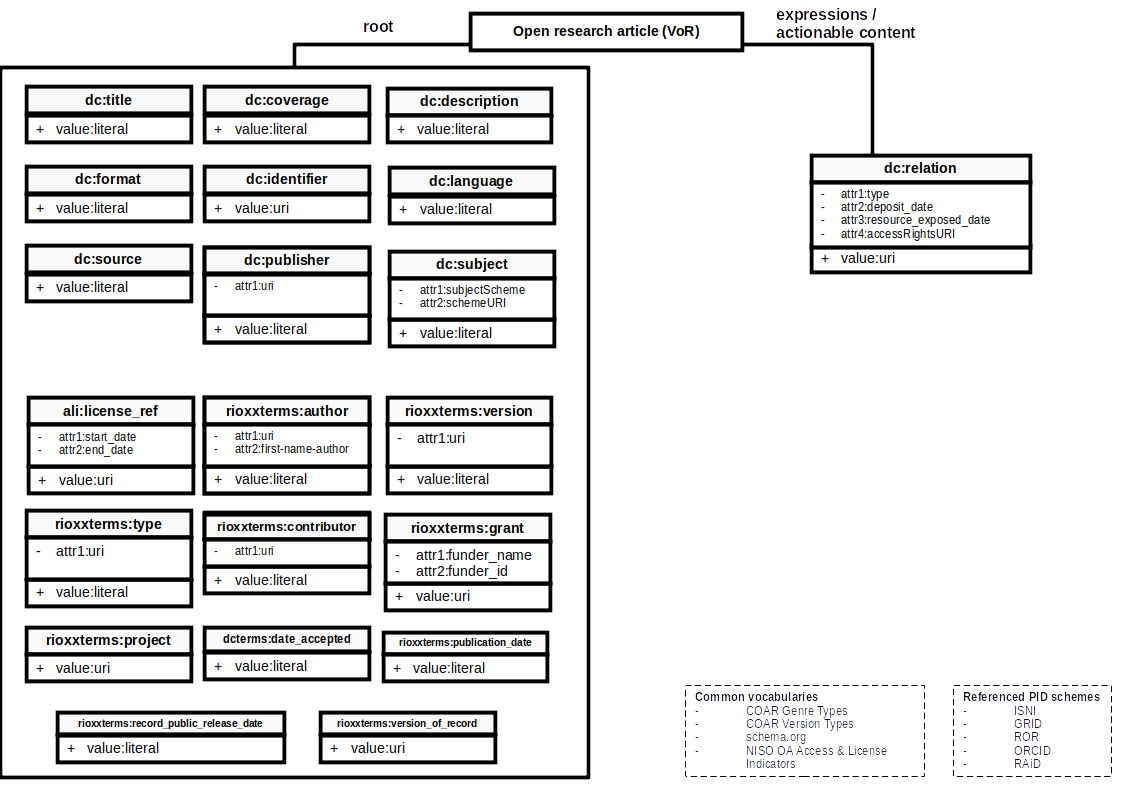 root
Open research article (VoR)
expressions /
actionable content
dc:title
+ value:literal
dc:coverage
+ value:literal
dc:description
+ value:literal
dc:format
+ value:literal
dc:identifier
+ value:uri
dc:language
+ value:literal
dc:source
+ value:literal
dc:publisher
- attr1:uri
+ value:literal
dc:subject
- attr1:subjectScheme
- attr2:schemeURI
+ value:literal
ali:license_ref
- attr1:start_date
- attr2:end_date
+ value:uri
rioxxterms:author
- attr1:uri
- attr2:first-name-author
+ value:literal
rioxxterms:version
- attr1:uri
+ value:literal
rioxxterms:type
- attr1:uri
+ value:literal
rioxxterms:contributor
- attr1:uri
+ value:literal
rioxxterms:grant
- attr1:funder_name
- attr2:funder_id
+ value:uri
rioxxterms:project
+ value:uri
dcterms:date_accepted
+ value:literal
rioxxterms:publication_date
+ value:literal
rioxxterms:record_public_release_date
+ value:literal
rioxxterms:version_of_record
+ value:uri
dc:relation
- attr1:type
- attr2:deposit_date
- attr3:resource_exposed_date
- attr4:accessRightsURI
+ value:uri
Common vocabularies
- COAR Genre Types
- COAR Version Types
- schema.org
- NISO OA Access & License
Indicators
Referenced PID schemes
- ISNI
- GRID
- ROR
- ORCID
- RAiD